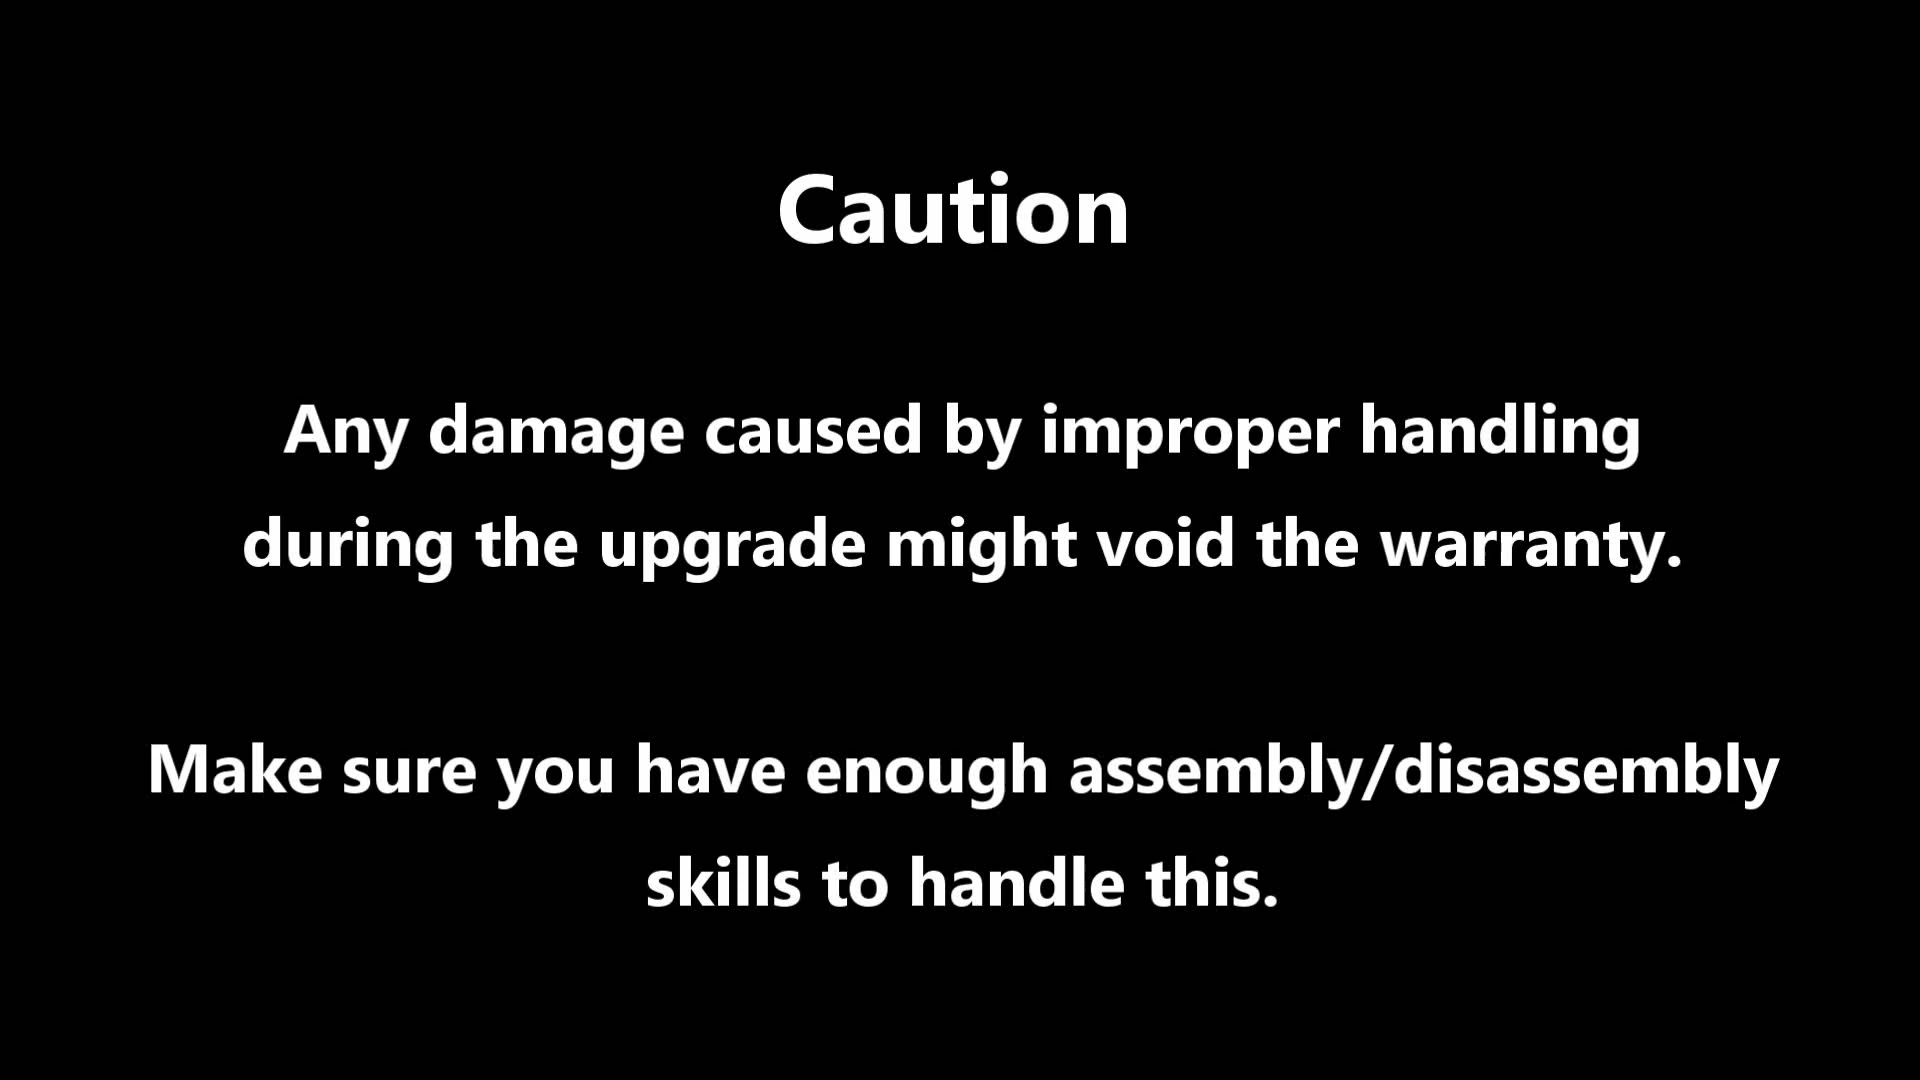 Caution
Any damage caused by improper handling
during the upgrade might void the warranty.
Make sure you have enough assembly/disassembly
skills to handle this.